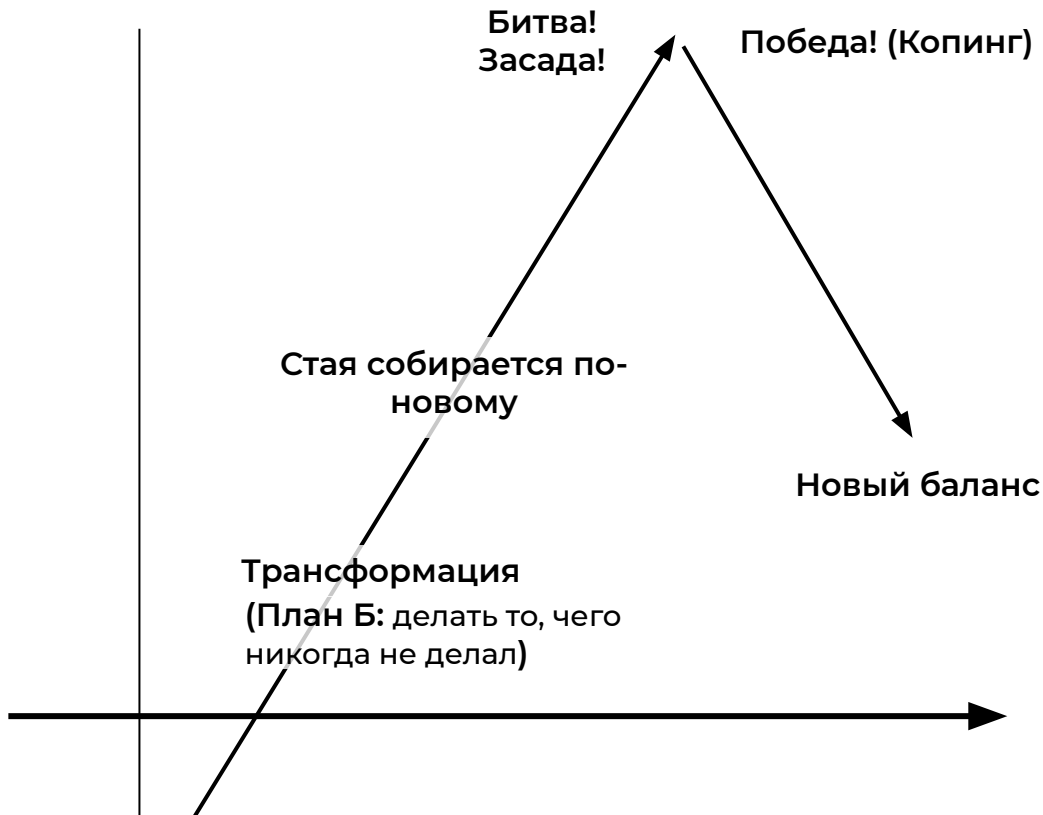 Битва!
Засада!
Победа! (Копинг)
Стая собирается по-
новому
Новый баланс
Трансформация
(План Б: делать то, чего
никогда не делал)